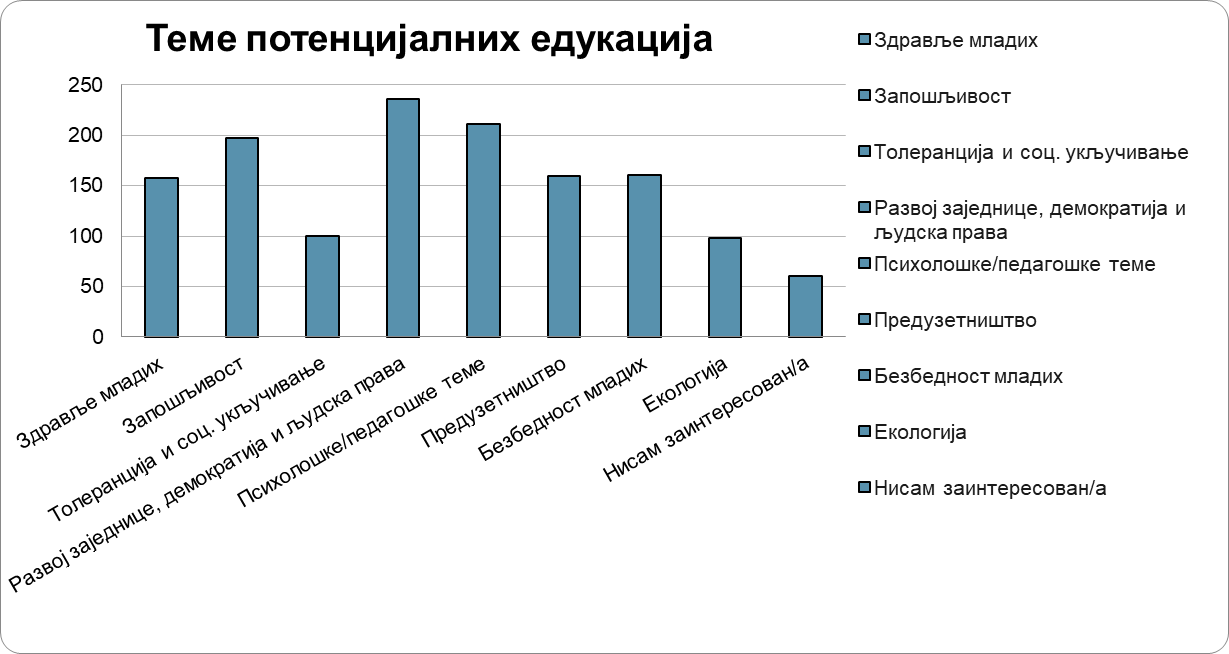 Теме потенцијалних едукација
250
200
150
100
50
0
Здравље младих
Запошљивост
Толеранција и соц. укључивање
Развој заједнице, демократија и људска права
Психолошке/педагошке теме
Предузетништво
Безбедност младих
Екологија
Нисам заинтересован/а
Здравље младих
Запошљивост
Толеранција и соц. укључивање
Развој заједнице, демократија и
људска права
Психолошке/педагошке теме
Предузетништво
Безбедност младих
Екологија
Нисам заинтересован/а